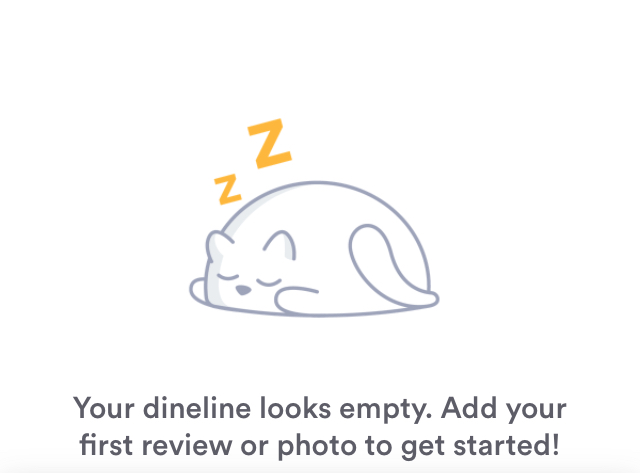 Z
z
Your dineline looks empty. Add your
first review or photo to get started!